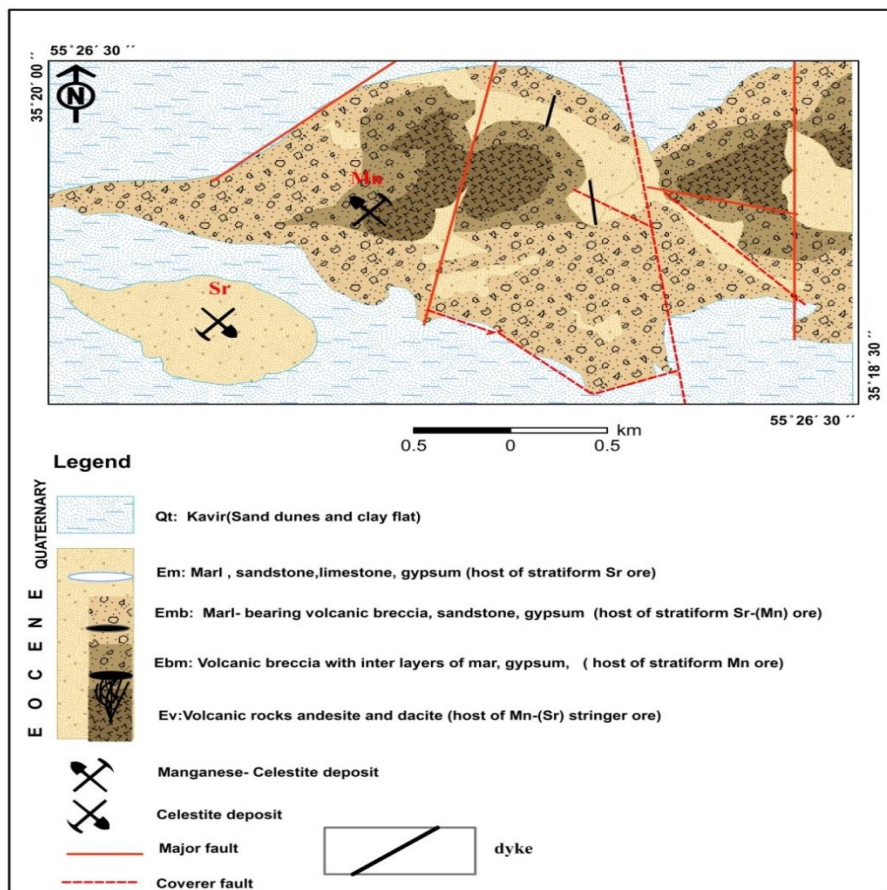 55° 26´ 30 ´´
35° 20´ 00 ´´
N
Mn
Sr
35° 18´ 30 ´´
55° 26´ 30 ´´
0.5 0 0.5 km
Legend
QUATERNARY
Qt: Kavir(Sand dunes and clay flat)
EOCENE
Em: Marl , sandstone,limestone, gypsum (host of stratiform Sr ore)
Emb: Marl- bearing volcanic breccia, sandstone, gypsum (host of stratiform Sr-(Mn) ore)
Ebm: Volcanic breccia with inter layers of mar, gypsum, ( host of stratiform Mn ore)
Ev:Volcanic rocks andesite and dacite (host of Mn-(Sr) stringer ore)
Manganese- Celestite deposit
Celestite deposit
Major fault
dyke
Coverer fault